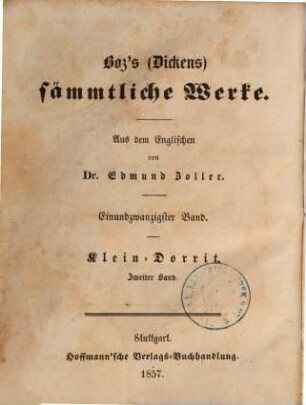 Boz's (Dickens)
sämmtliche Werke.
Aus dem Englischen
von
Dr. Edmund Zoller.
Einundzwanzigster Band.
Klein-Dorrit.
Zweiter Band.
Stuttgart.
Hoffmann'sche Verlags-Buchhandlung.
1857.